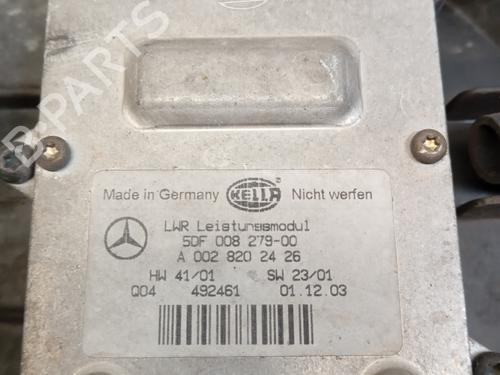 B-PARTS
Made in Germany HELLA Nicht werfen
LWR Leistungsmodul
5DF 008 279-00
A 002 820 24 26
HW 41/01 SW 23/01
Q04 492461 01.12.03